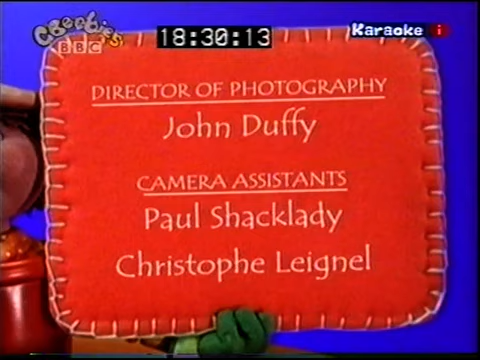 CBeebies
BBC
18:30:13
Karaoke i
DIRECTOR OF PHOTOGRAPHY
John Duffy
CAMERA ASSISTANTS
Paul Shacklady
Christophe Leignel